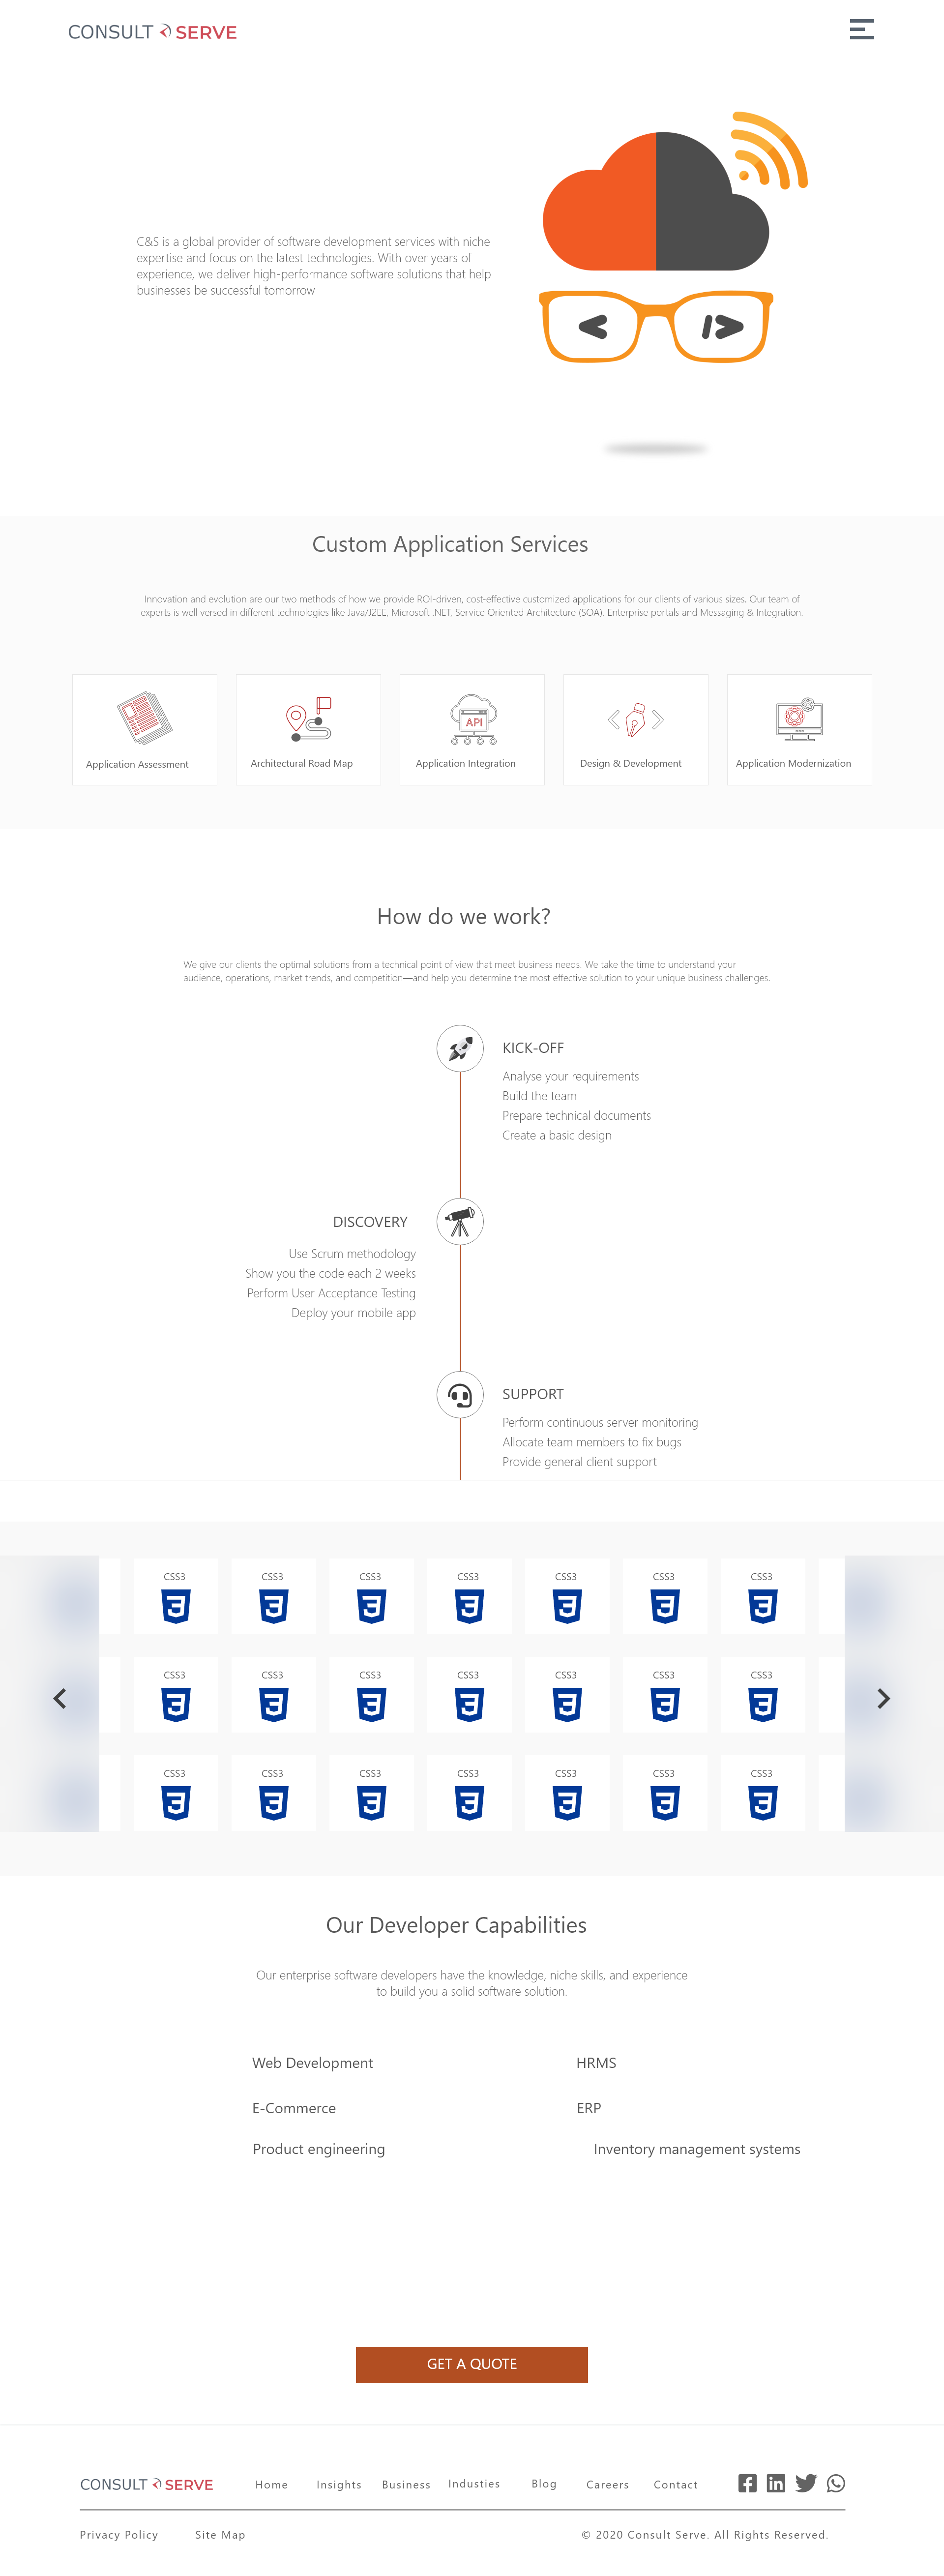 CONSULT SERVE
C&S is a global provider of software development services with niche
expertise and focus on the latest technologies. With over years of
experience, we deliver high-performance software solutions that help
businesses be successful tomorrow
Custom Application Services
Innovation and evolution are our two methods of how we provide ROI-driven, cost-effective customized applications for our clients of various sizes. Our team of
experts is well versed in different technologies like Java/J2EE, Microsoft .NET, Service Oriented Architecture (SOA), Enterprise portals and Messaging & Integration.
API
Application Assessment
Architectural Road Map
Application Integration
Design & Development
Application Modernization
How do we work?
We give our clients the optimal solutions from a technical point of view that meet business needs. We take the time to understand your
audience, operations, market trends, and competition—and help you determine the most effective solution to your unique business challenges.
KICK-OFF
Analyse your requirements
Build the team
Prepare technical documents
Create a basic design
DISCOVERY
Use Scrum methodology
Show you the code each 2 weeks
Perform User Acceptance Testing
Deploy your mobile app
SUPPORT
Perform continuous server monitoring
Allocate team members to fix bugs
Provide general client support
CSS3 CSS3 CSS3 CSS3 CSS3 CSS3 CSS3
CSS3 CSS3 CSS3 CSS3 CSS3 CSS3 CSS3
CSS3 CSS3 CSS3 CSS3 CSS3 CSS3 CSS3
Our Developer Capabilities
Our enterprise software developers have the knowledge, niche skills, and experience
to build you a solid software solution.
Web Development
HRMS
E-Commerce
ERP
Product engineering
Inventory management systems
GET A QUOTE
CONSULT SERVE
Home Insights Business Industies Blog Careers Contact
Privacy Policy Site Map
© 2020 Consult Serve. All Rights Reserved.